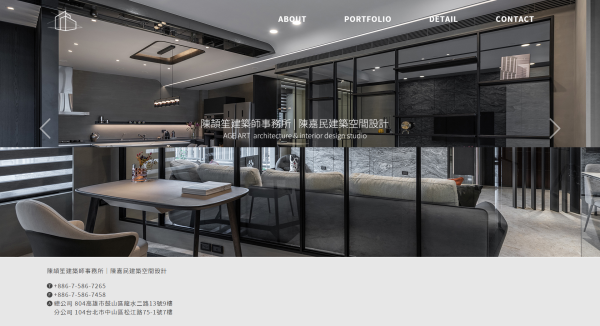 ABOUT
PORTFOLIO
DETAIL
CONTACT
陳頡笙建築師事務所 | 陳嘉民建築空間設計
AGE ART architecture & interior design studio
陳頡笙建築師事務所 | 陳嘉民建築空間設計
T +886-7-586-7265
F +886-7-586-7458
A 總公司 804高雄市鼓山區龍水二路13號9樓
分公司 104台北市中山區松江路75-1號7樓